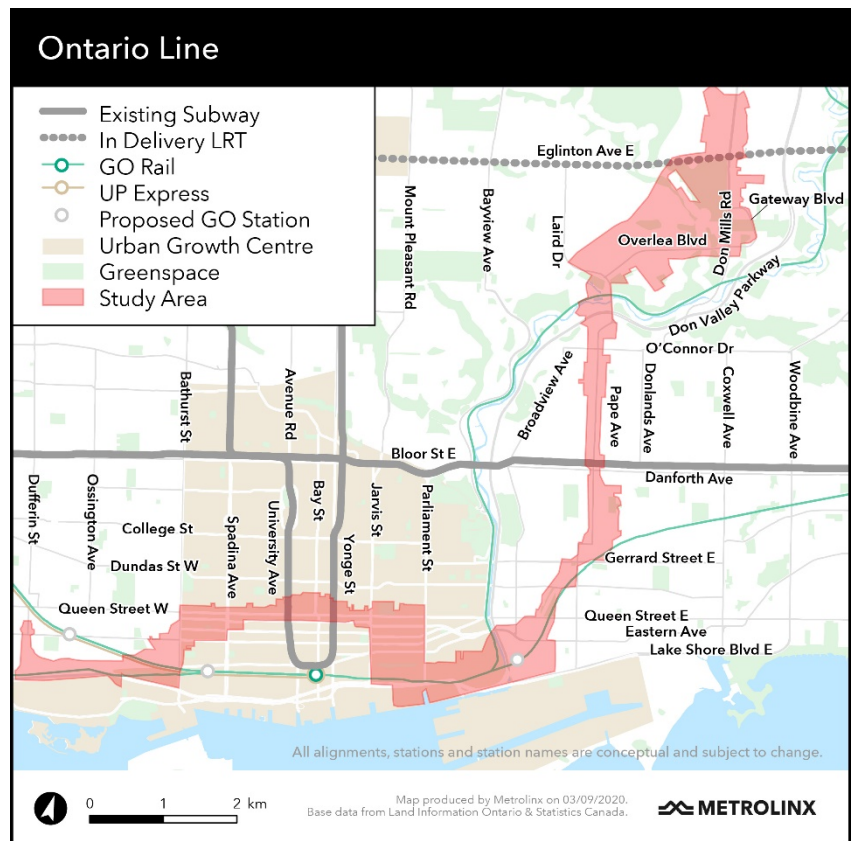 Ontario Line
Existing Subway
In Delivery LRT
GO Rail
UP Express
Proposed GO Station
Urban Growth Centre
Greenspace
Study Area
Eglinton Ave E
Mount Pleasant Rd
Bayview Ave
Laird Dr
Overlea Blvd
Don Mills Rd
Gateway Blvd
Don Valley Parkway
O'Connor Dr
Broadview Ave
Pape Ave
Donlands Ave
Coxwell Ave
Woodbine Ave
Bathurst St
Avenue Rd
Bloor St E
Danforth Ave
Dufferin St
Ossington Ave
Spadina Ave
University Ave
Bay St
Yonge St
Jarvis St
Parliament St
College St
Dundas St W
Queen Street W
Gerrard Street E
Queen Street E
Eastern Ave
Lake Shore Blvd E
All alignments, stations and station names are conceptual and subject to change.
0 1 2 km
Map produced by Metrolinx on 03/09/2020.
Base data from Land Information Ontario & Statistics Canada.
METROLINX